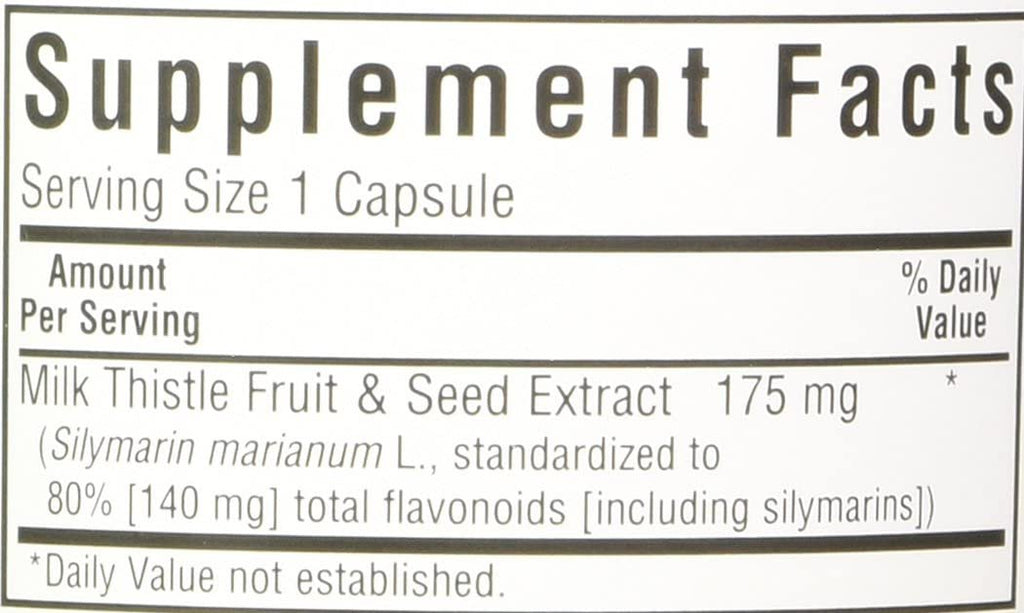 Supplement Facts
Serving Size 1 Capsule
Amount
Per Serving
% Daily
Value
Milk Thistle Fruit & Seed Extract 175 mg *
(Silymarin marianum L., standardized to
80% [140 mg] total flavonoids [including silymarins])
*Daily Value not established.